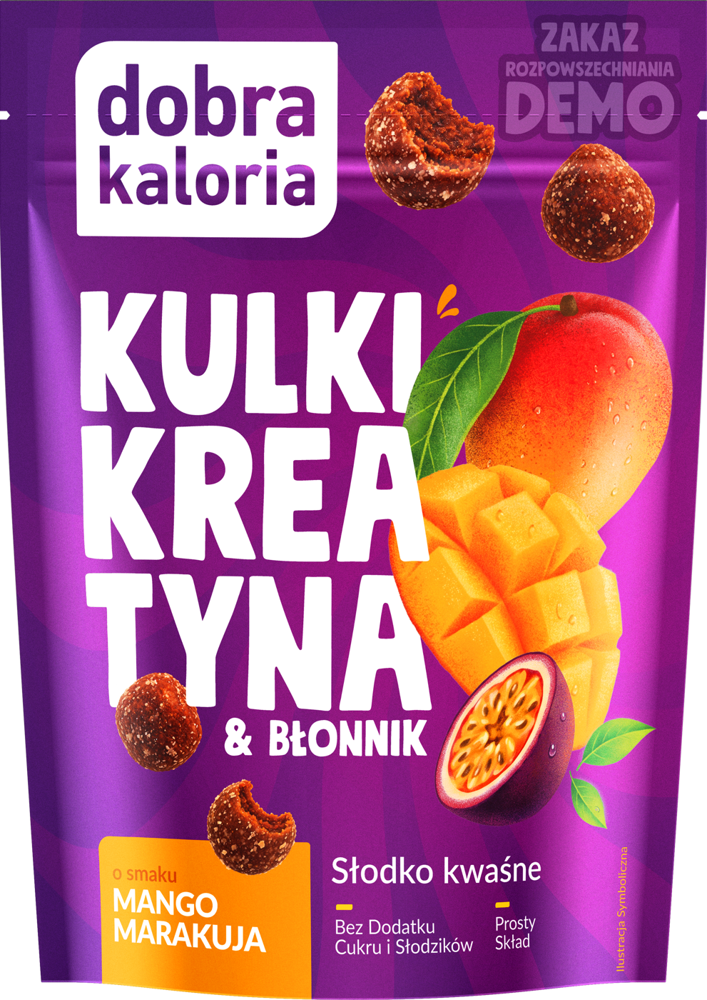 ZAKAZ
ROZPOWSZECHNIANIA
DEMO
dobra
kaloria
KULKI
KREA
TYNA
& BŁONNIK
o smaku
MANGO
MARAKUJA
Słodko kwaśne
Bez Dodatku
Cukru i Słodzików
Prosty
Skład
Ilustracja Symboliczna